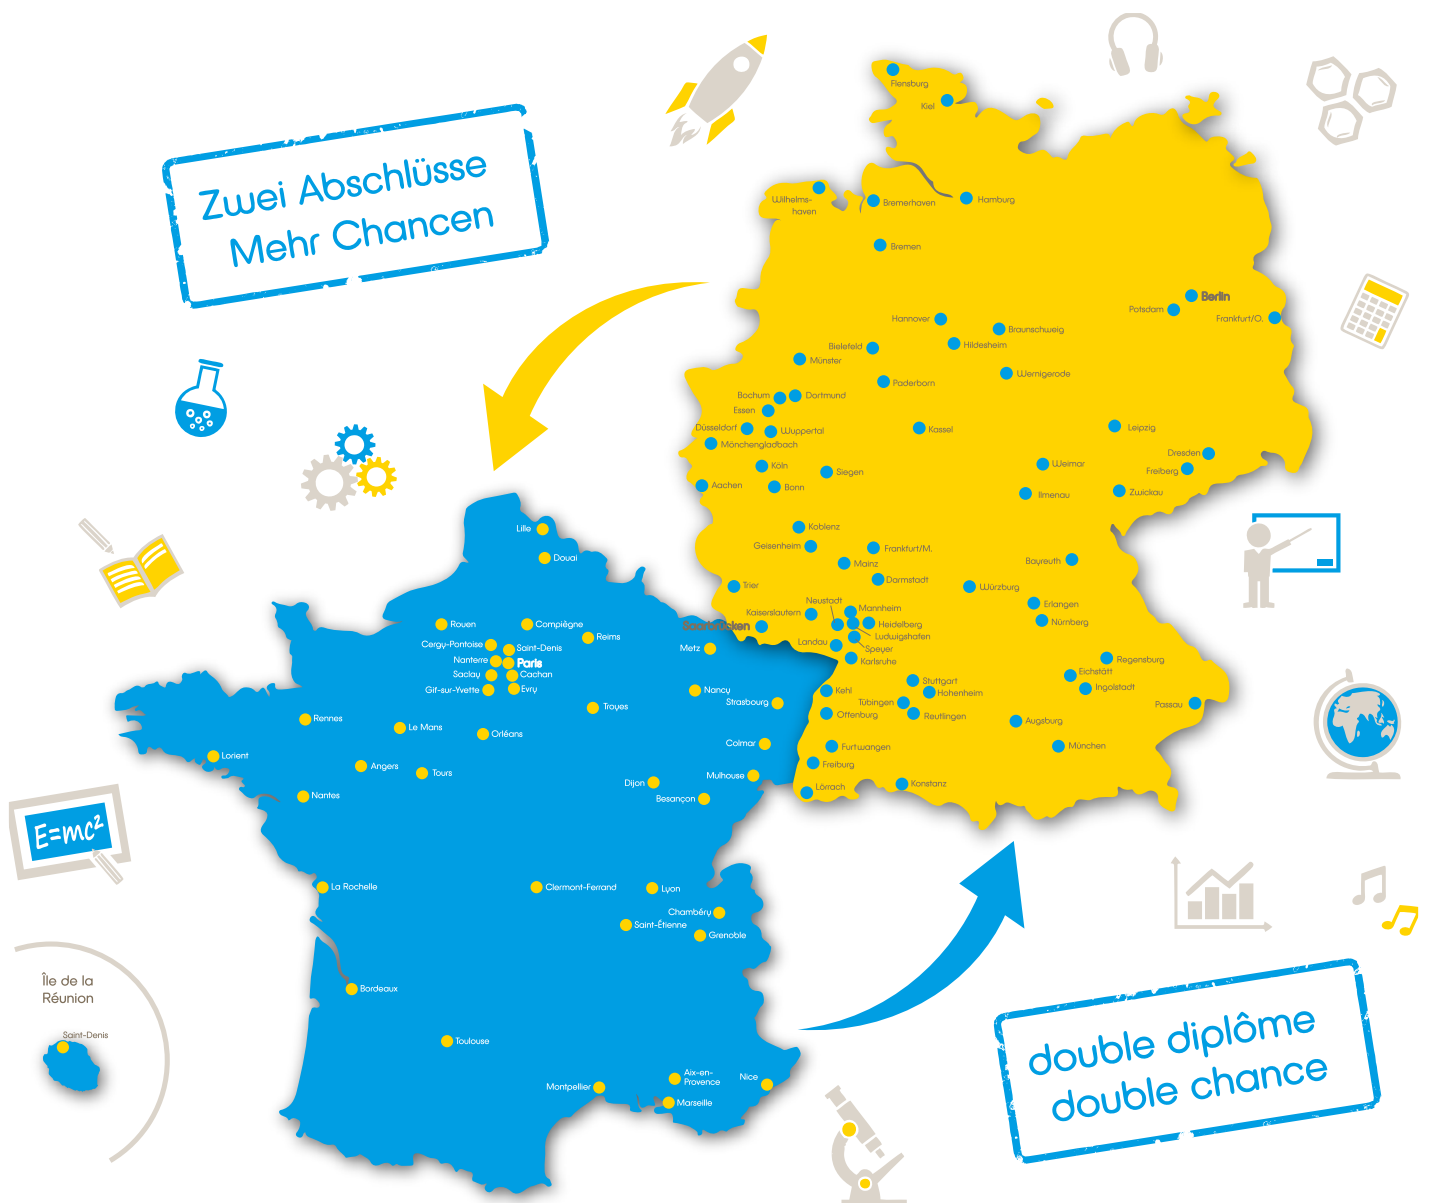 Zwei Abschlüsse
Mehr Chancen
Flensburg
Kiel
Wilhelms-
haven
Bremerhaven
Hamburg
Bremen
Berlin
Potsdam
Frankfurt/O.
Hannover
Braunschweig
Hildesheim
Bielefeld
Münster
Wernigerode
Paderborn
Bochum
Dortmund
Essen
Düsseldorf
Wuppertal
Kassel
Leipzig
Mönchengladbach
Dresden
Köln
Siegen
Weimar
Freiberg
Aachen
Bonn
Ilmenau
Zwickau
Koblenz
Geisenheim
Frankfurt/M.
Mainz
Bayreuth
Darmstadt
Trier
Würzburg
Neustadt
Mannheim
Erlangen
Kaiserslautern
Heidelberg
Nürnberg
Saarbrücken
Ludwigshafen
Landau
Speyer
Karlsruhe
Regensburg
Eichstätt
Stuttgart
Ingolstadt
Kehl
Hohenheim
Tübingen
Passau
Offenburg
Reutlingen
Augsburg
Furtwangen
München
Freiburg
Lörrach
Konstanz
Lille
Douai
Rouen
Compiègne
Reims
Cergy-Pontoise
Saint-Denis
Metz
Nanterre
Paris
Saclay
Cachan
Gif-sur-Yvette
Evry
Nancy
Strasbourg
Troyes
Rennes
Le Mans
Orléans
Colmar
Lorient
Angers
Tours
Mulhouse
Dijon
Nantes
Besançon
E=mc²
La Rochelle
Clermont-Ferrand
Lyon
Chambéry
Saint-Étienne
Grenoble
Île de la
Réunion
Saint-Denis
Bordeaux
Toulouse
Aix-en-
Provence
Nice
Montpellier
Marseille
double diplôme
double chance